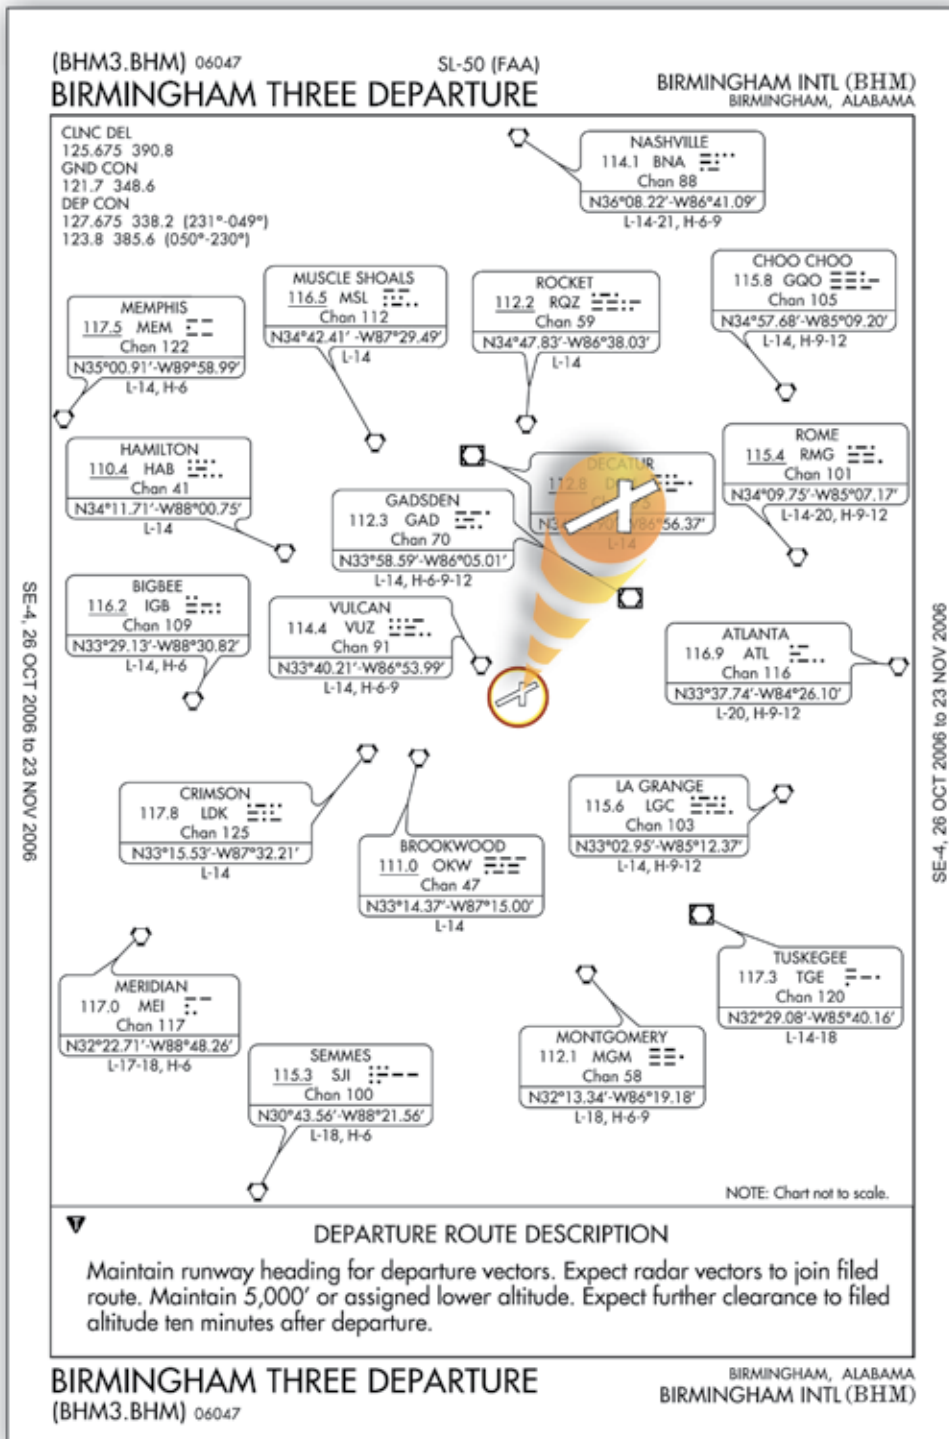 (BHM3.BHM) 06047
SL-50 (FAA)
BIRMINGHAM THREE DEPARTURE
BIRMINGHAM INTL (BHM)
BIRMINGHAM, ALABAMA
CLNC DEL
125.675 390.8
GND CON
121.7 348.6
DEP CON
127.675 338.2 (231°-049°)
123.8 385.6 (050°-230°)
NASHVILLE
114.1 BNA
Chan 88
N36°08.22'-W86°41.09'
L-14-21, H-6-9
CHOO CHOO
115.8 GQO
Chan 105
N34°57.68'-W85°09.20'
L-14, H-9-12
MUSCLE SHOALS
116.5 MSL
Chan 112
N34°42.41'-W87°29.49'
L-14
ROCKET
112.2 RQZ
Chan 59
N34°47.83'-W86°38.03'
L-14
MEMPHIS
117.5 MEM
Chan 122
N35°00.91'-W89°58.99'
L-14, H-6
HAMILTON
110.4 HAB
Chan 41
N34°11.71'-W88°00.75'
L-14
ROME
115.4 RMG
Chan 101
N34°09.75'-W85°07.17'
L-14-20, H-9-12
DECATUR
112.8
W86°56.37'
L-14
GADSDEN
112.3 GAD
Chan 70
N33°58.59'-W86°05.01'
L-14, H-6-9-12
BIGBEE
116.2 IGB
Chan 109
N33°29.13'-W88°30.82'
L-14, H-6
VULCAN
114.4 VUZ
Chan 91
N33°40.21'-W86°53.99'
L-14, H-6-9
ATLANTA
116.9 ATL
Chan 116
N33°37.74'-W84°26.10'
L-20, H-9-12
CRIMSON
117.8 LDK
Chan 125
N33°15.53'-W87°32.21'
L-14
LA GRANGE
115.6 LGC
Chan 103
N33°02.95'-W85°12.37'
L-14, H-9-12
BROOKWOOD
111.0 OKW
Chan 47
N33°14.37'-W87°15.00'
L-14
TUSKEGEE
117.3 TGE
Chan 120
N32°29.08'-W85°40.16'
L-14-18
MERIDIAN
117.0 MEI
Chan 117
N32°22.71'-W88°48.26'
L-17-18, H-6
MONTGOMERY
112.1 MGM
Chan 58
N32°13.34'-W86°19.18'
L-18, H-6-9
SEMMES
115.3 SJI
Chan 100
N30°43.56'-W88°21.56'
L-18, H-6
SE-4, 26 OCT 2006 to 23 NOV 2006
SE-4, 26 OCT 2006 to 23 NOV 2006
NOTE: Chart not to scale.
T
DEPARTURE ROUTE DESCRIPTION
Maintain runway heading for departure vectors. Expect radar vectors to join filed
route. Maintain 5,000' or assigned lower altitude. Expect further clearance to filed
altitude ten minutes after departure.
BIRMINGHAM THREE DEPARTURE
(BHM3.BHM) 06047
BIRMINGHAM, ALABAMA
BIRMINGHAM INTL (BHM)